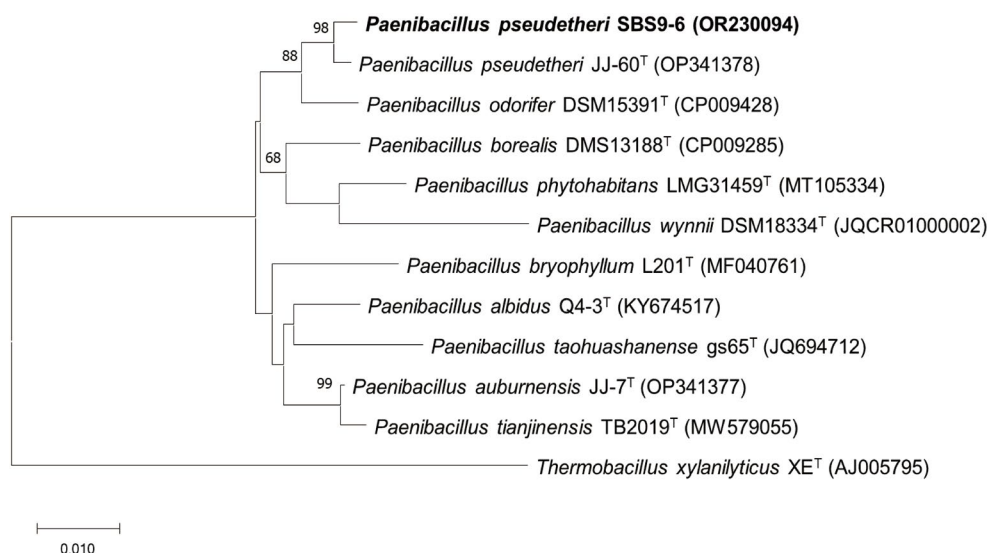 98
Paenibacillus pseudetheri SBS9-6 (OR230094)
88
Paenibacillus pseudetheri JJ-60ᵀ (OP341378)
Paenibacillus odorifer DSM15391ᵀ (CP009428)
Paenibacillus borealis DMS13188ᵀ (CP009285)
68
Paenibacillus phytohabitans LMG31459ᵀ (MT105334)
Paenibacillus wynnii DSM18334ᵀ (JQCR01000002)
Paenibacillus bryophyllum L201ᵀ (MF040761)
Paenibacillus albidus Q4-3ᵀ (KY674517)
Paenibacillus taohuashanense gs65ᵀ (JQ694712)
99
Paenibacillus auburnensis JJ-7ᵀ (OP341377)
Paenibacillus tianjinensis TB2019ᵀ (MW579055)
Thermobacillus xylanilyticus XEᵀ (AJ005795)
0.010